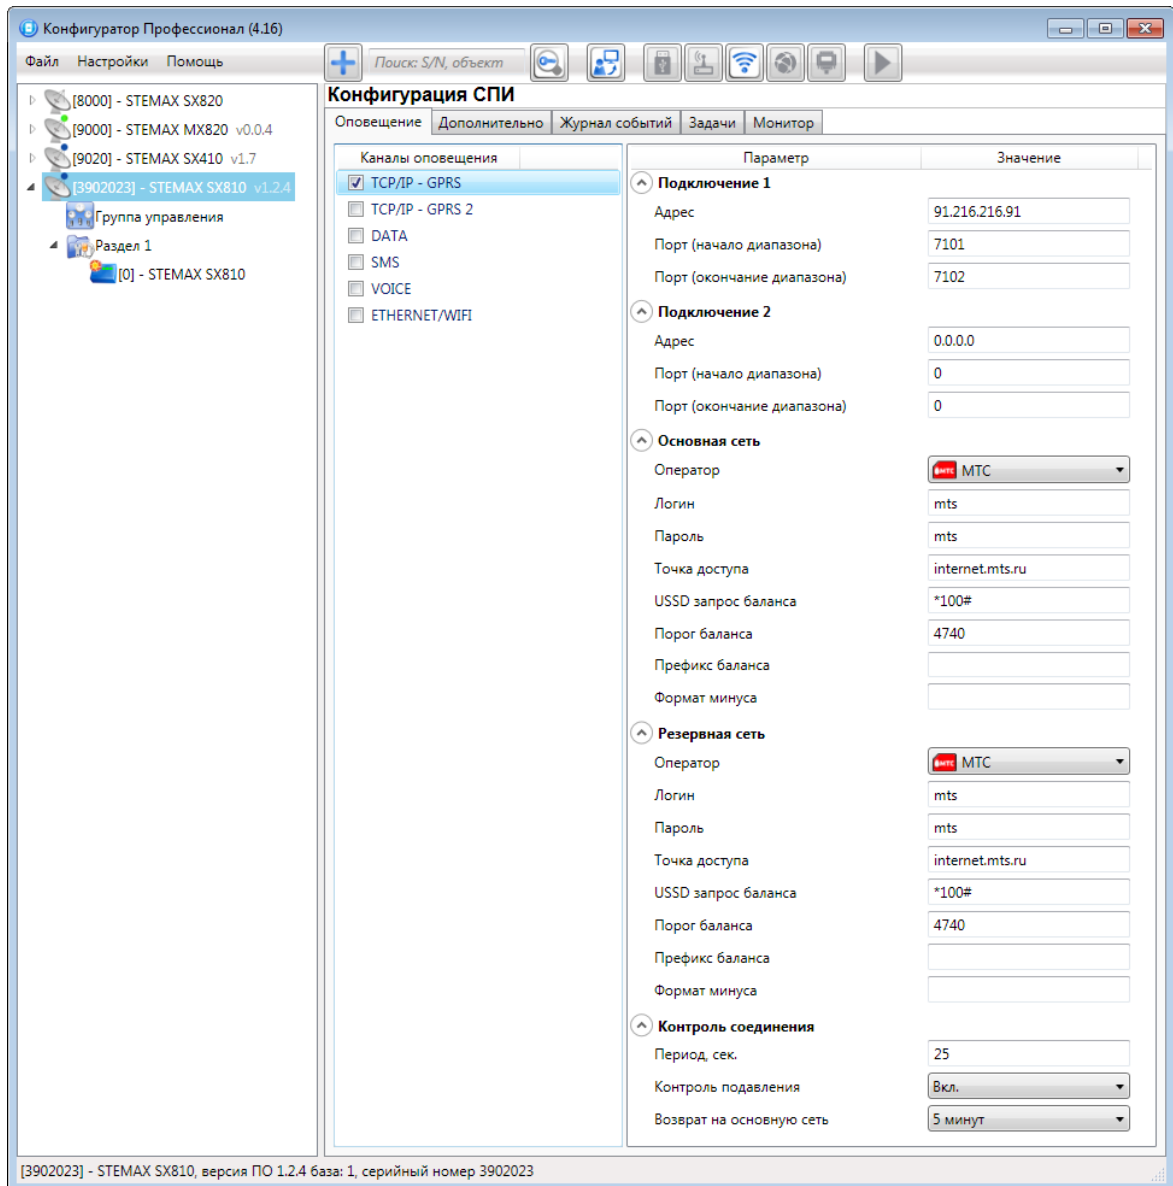 Конфигуратор Профессионал (4.16)
Файл Настройки Помощь
Поиск: S/N, объект
[8000] - STEMAX SX820
[9000] - STEMAX MX820 v0.0.4
[9020] - STEMAX SX410 v1.7
[3902023] - STEMAX SX810 v1.2.4
Группа управления
Раздел 1
[0] - STEMAX SX810
Конфигурация СПИ
Оповещение Дополнительно Журнал событий Задачи Монитор
Каналы оповещения
TCP/IP - GPRS
TCP/IP - GPRS 2
DATA
SMS
VOICE
ETHERNET/WIFI
Параметр Значение
Подключение 1
Адрес 91.216.216.91
Порт (начало диапазона) 7101
Порт (окончание диапазона) 7102
Подключение 2
Адрес 0.0.0.0
Порт (начало диапазона) 0
Порт (окончание диапазона) 0
Основная сеть
Оператор МТС МТС
Логин mts
Пароль mts
Точка доступа internet.mts.ru
USSD запрос баланса *100#
Порог баланса 4740
Префикс баланса
Формат минуса
Резервная сеть
Оператор МТС МТС
Логин mts
Пароль mts
Точка доступа internet.mts.ru
USSD запрос баланса *100#
Порог баланса 4740
Префикс баланса
Формат минуса
Контроль соединения
Период, сек. 25
Контроль подавления Вкл.
Возврат на основную сеть 5 минут
[3902023] - STEMAX SX810, версия ПО 1.2.4 база: 1, серийный номер 3902023